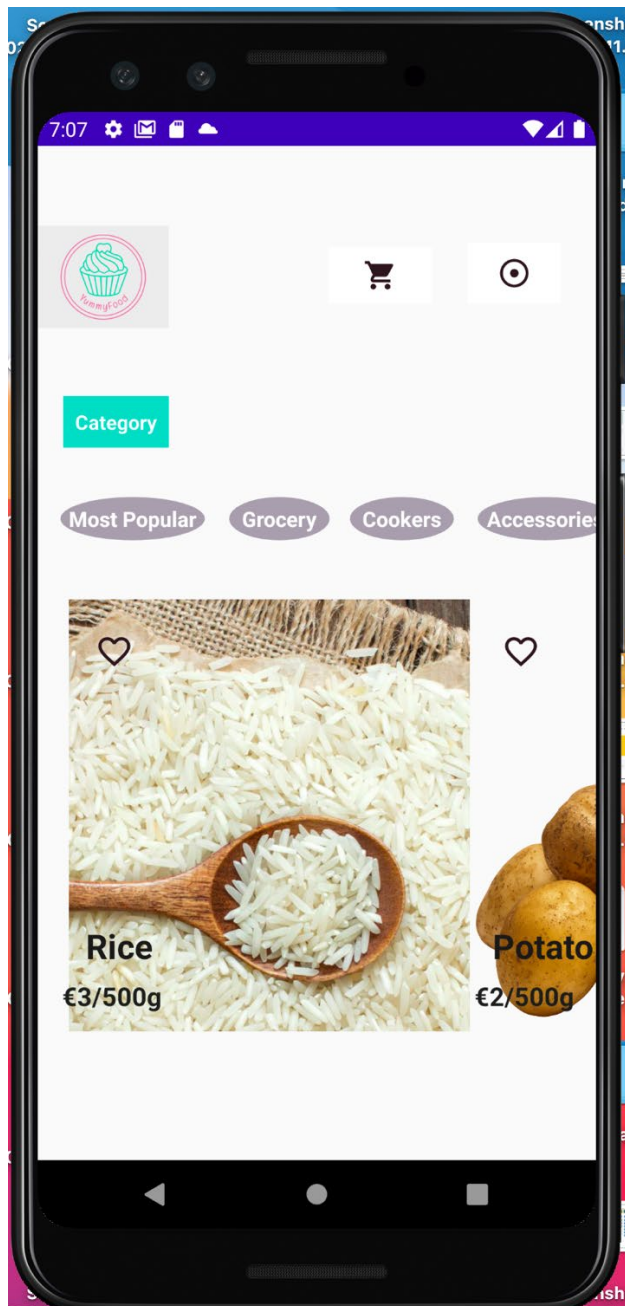 7:07
YummyFood
Category
Most Popular Grocery Cookers Accessories
Rice Potato
€3/500g €2/500g